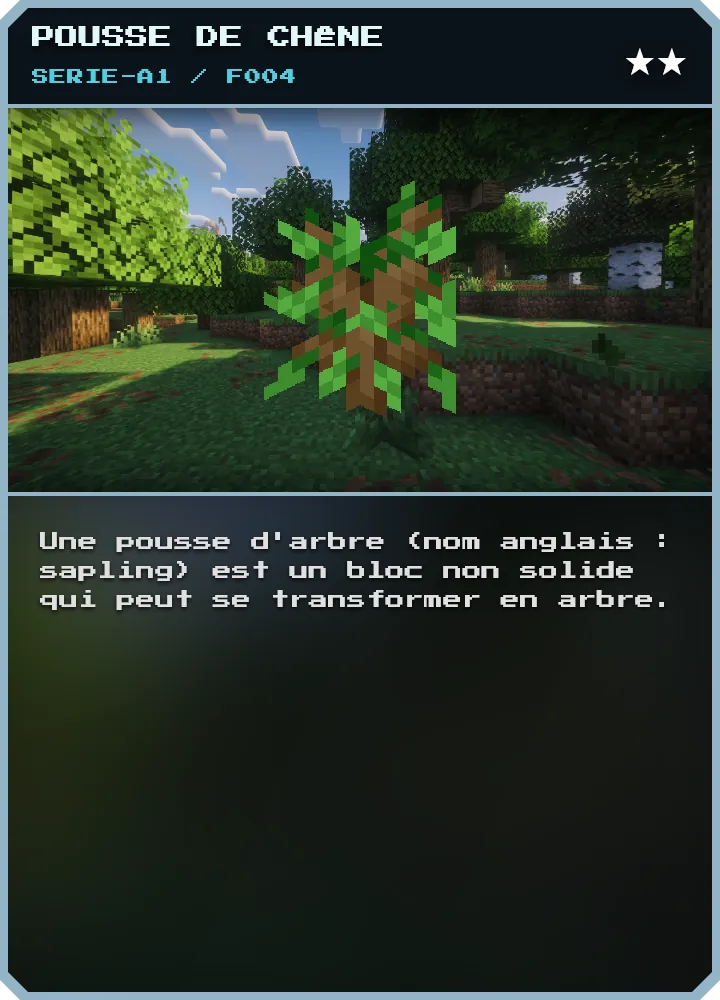 POUSSE DE CHêNE
SERIE-A1 / F004
★★
Une pousse d'arbre (nom anglais :
sapling) est un bloc non solide
qui peut se transformer en arbre.